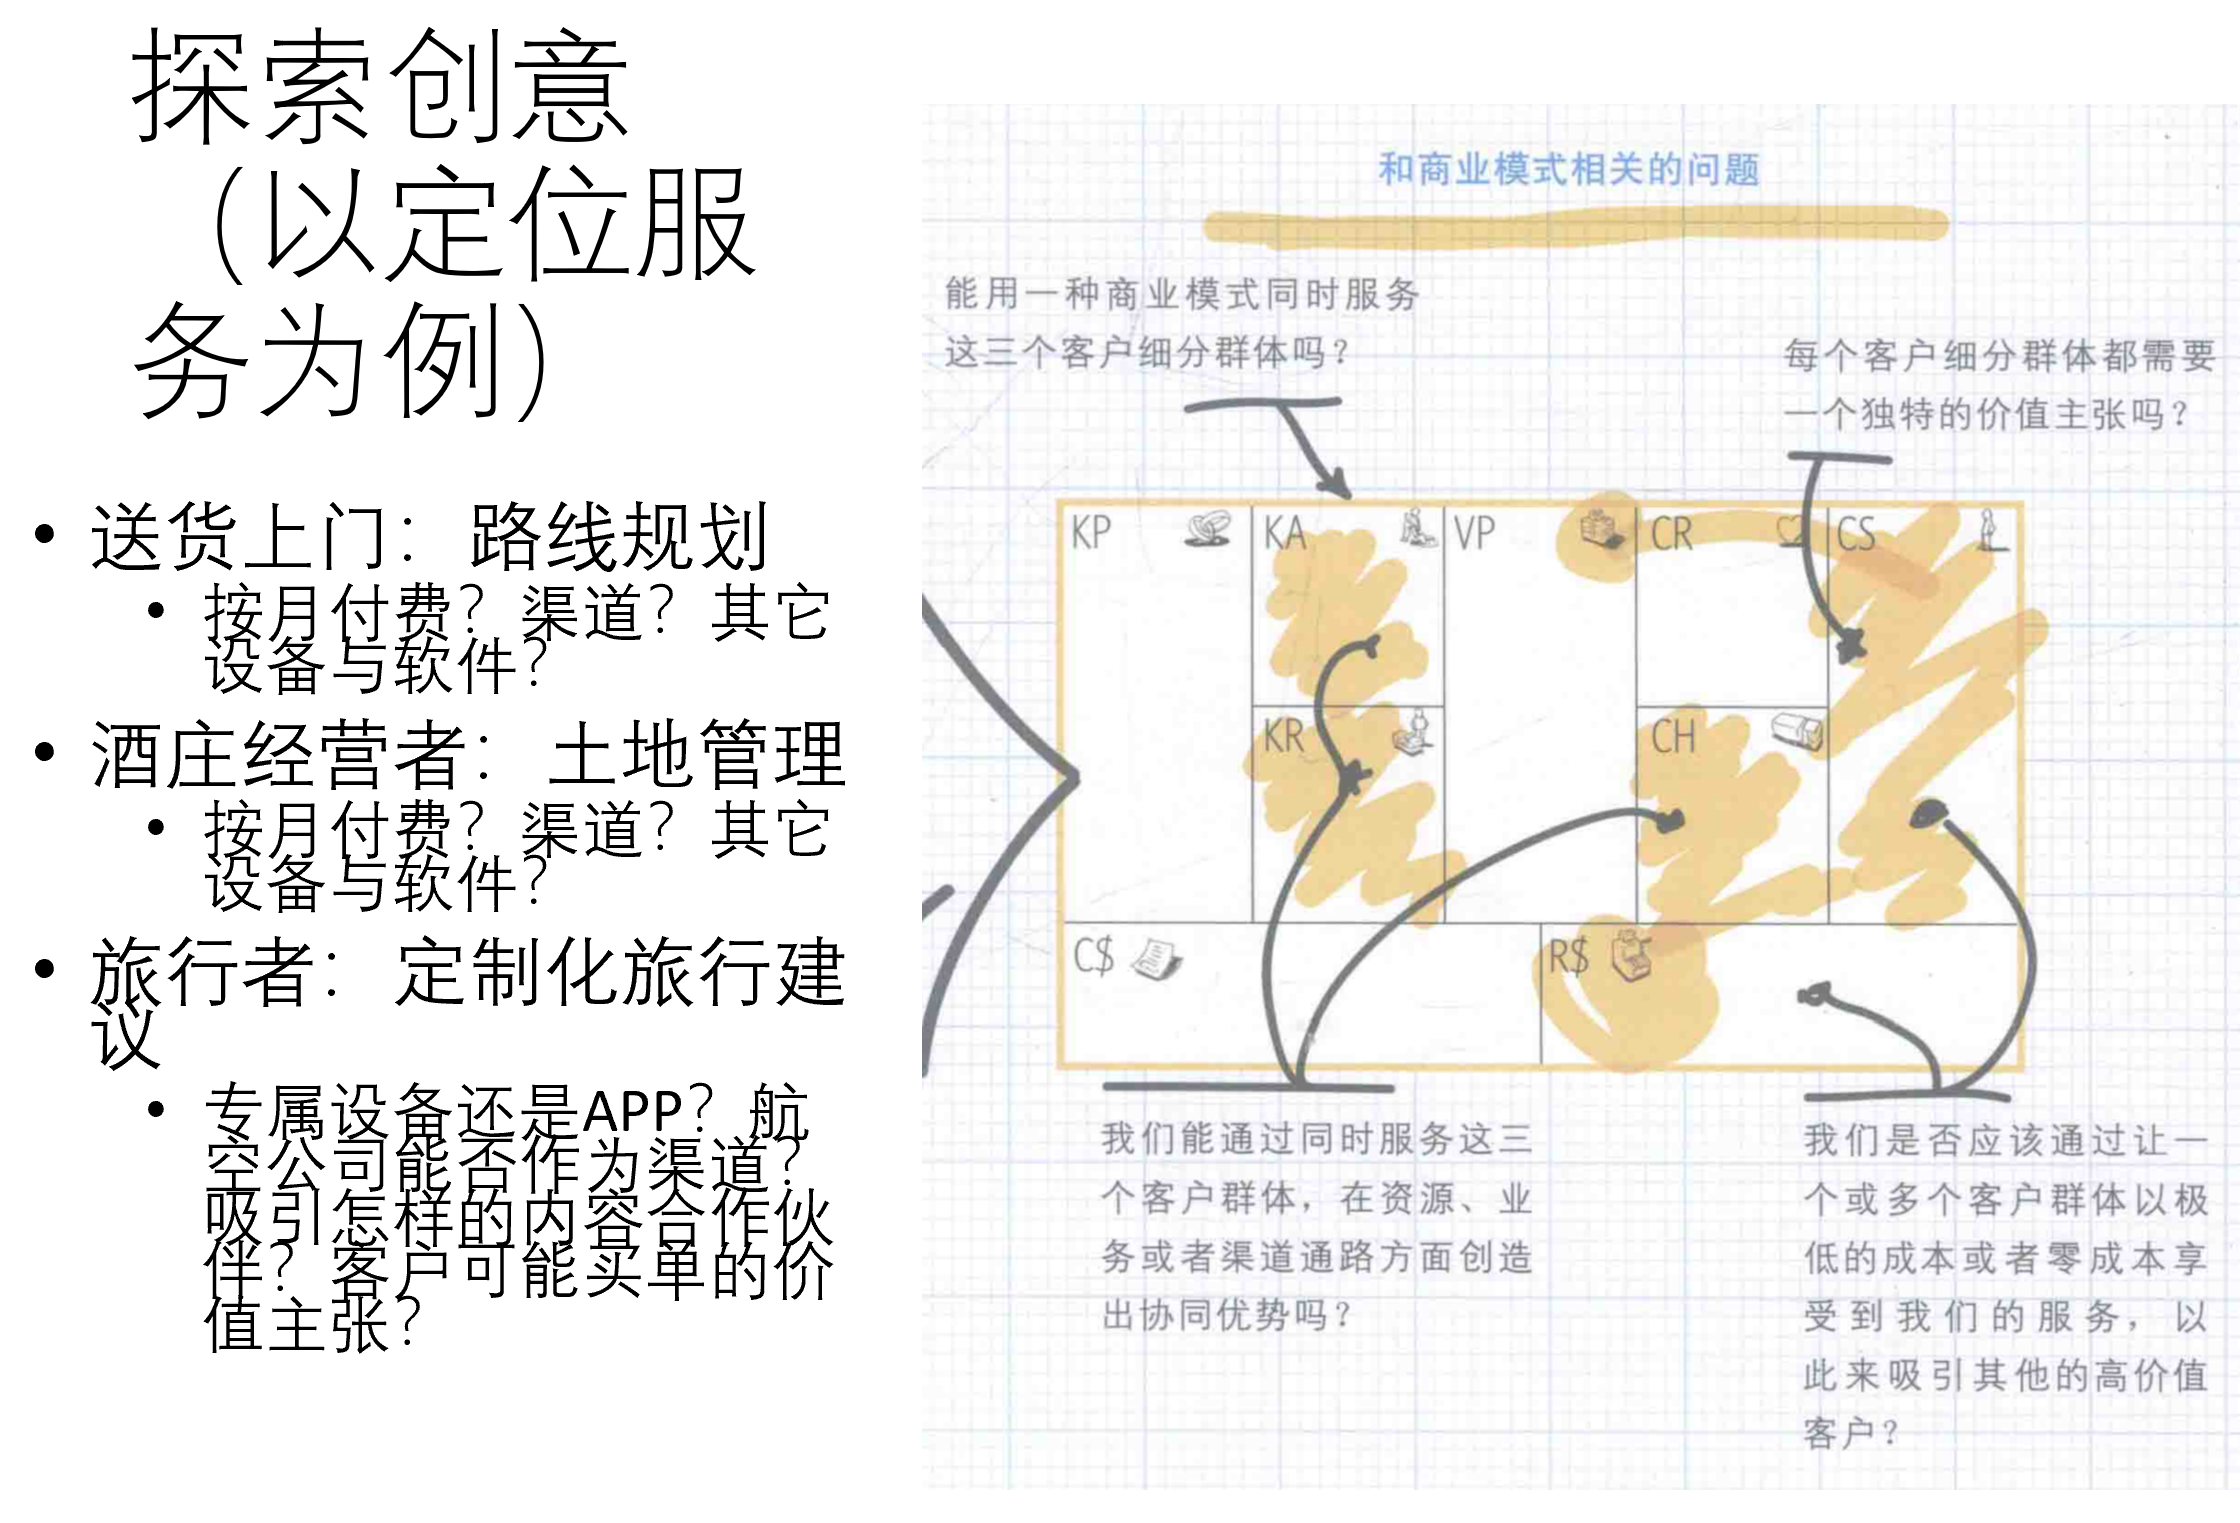 探索创意
（以定位服
务为例）
• 送货上门： 路线规划
• 按月付费？渠道？其它
设备与软件？
• 酒庄经营者： 土地管理
• 按月付费？渠道？其它
设备与软件？
• 旅行者： 定制化旅行建
议
• 专属设备还是APP？航
空公司能否作为渠道？
吸引怎样的内容合作伙
伴？客户可能买单的价
值主张？
和商业模式相关的问题
能用一种商业模式同时服务
这三个客户细分群体吗？
每个客户细分群体都需要
一个独特的价值主张吗？
KP
KA
VP
CR
CS
KR
CH
C$
R$
我们能通过同时服务这三
个客户群体，在资源、业
务或者渠道通路方面创造
出协同优势吗？
我们是否应该通过让一
个或多个客户群体以极
低的成本或者零成本享
受到我们的服务，以
此来吸引其他的高价值
客户？